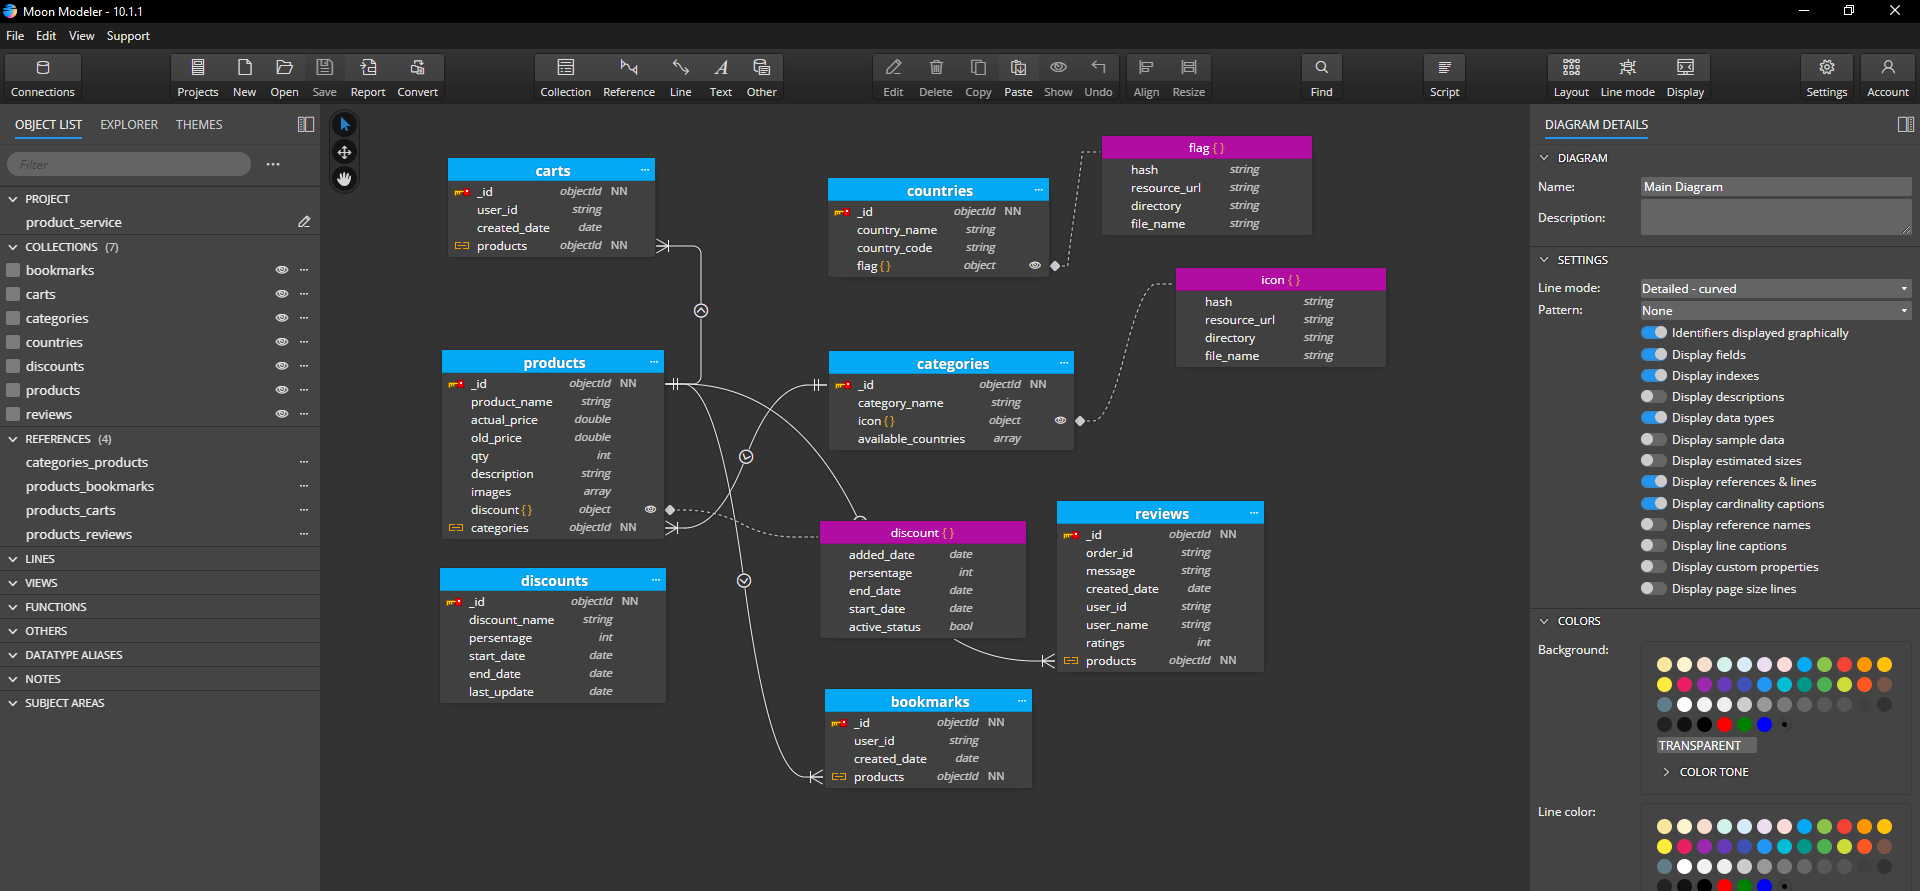 Moon Modeler - 10.1.1
File Edit View Support
Connections Projects New Open Save Report Convert Collection Reference Line Text Other Edit Delete Copy Paste Show Undo Align Resize Find Script Layout Line mode Display Settings Account
OBJECT LIST EXPLORER THEMES
Filter
PROJECT
product_service
COLLECTIONS (7)
bookmarks
carts
categories
countries
discounts
products
reviews
REFERENCES (4)
categories_products
products_bookmarks
products_carts
products_reviews
LINES
VIEWS
FUNCTIONS
OTHERS
DATATYPE ALIASES
NOTES
SUBJECT AREAS
carts
_id objectId NN
user_id string
created_date date
products objectId NN
countries
_id objectId NN
country_name string
country_code string
flag { } object
flag { }
hash string
resource_url string
directory string
file_name string
icon { }
hash string
resource_url string
directory string
file_name string
products
_id objectId NN
product_name string
actual_price double
old_price double
qty int
description string
images array
discount { } object
categories objectId NN
categories
_id objectId NN
category_name string
icon { } object
available_countries array
discounts
_id objectId NN
discount_name string
persentage int
start_date date
end_date date
last_update date
discount { }
added_date date
persentage int
end_date date
start_date date
active_status bool
reviews
_id objectId NN
order_id string
message string
created_date date
user_id string
user_name string
ratings int
products objectId NN
bookmarks
_id objectId NN
user_id string
created_date date
products objectId NN
DIAGRAM DETAILS
DIAGRAM
Name: Main Diagram
Description:
SETTINGS
Line mode: Detailed - curved
Pattern: None
Identifiers displayed graphically
Display fields
Display indexes
Display descriptions
Display data types
Display sample data
Display estimated sizes
Display references & lines
Display cardinality captions
Display reference names
Display line captions
Display custom properties
Display page size lines
COLORS
Background:
TRANSPARENT
COLOR TONE
Line color: